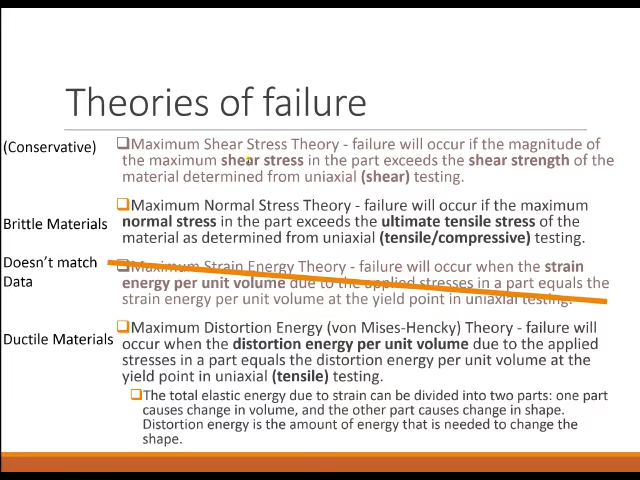 Theories of failure
(Conservative)
Maximum Shear Stress Theory - failure will occur if the magnitude of
the maximum shear stress in the part exceeds the shear strength of the
material determined from uniaxial (shear) testing.
Brittle Materials
Maximum Normal Stress Theory - failure will occur if the maximum
normal stress in the part exceeds the ultimate tensile stress of the
material as determined from uniaxial (tensile/compressive) testing.
Doesn't match
Data
Maximum Strain Energy Theory - failure will occur when the strain
energy per unit volume due to the applied stresses in a part equals the
strain energy per unit volume at the yield point in uniaxial testing.
Ductile Materials
Maximum Distortion Energy (von Mises-Hencky) Theory - failure will
occur when the distortion energy per unit volume due to the applied
stresses in a part equals the distortion energy per unit volume at the
yield point in uniaxial (tensile) testing.
The total elastic energy due to strain can be divided into two parts: one part
causes change in volume, and the other part causes change in shape.
Distortion energy is the amount of energy that is needed to change the
shape.